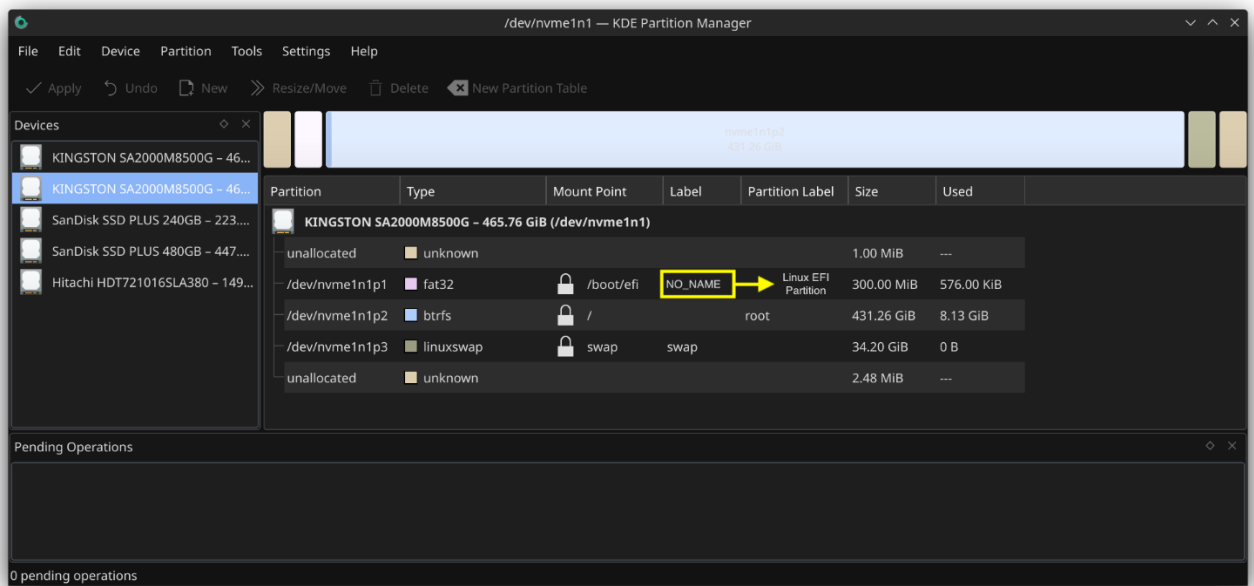 /dev/nvme1n1 — KDE Partition Manager
File Edit Device Partition Tools Settings Help
Apply Undo New Resize/Move Delete New Partition Table
Devices
KINGSTON SA2000M8500G – 46...
KINGSTON SA2000M8500G – 46...
SanDisk SSD PLUS 240GB – 223....
SanDisk SSD PLUS 480GB – 447....
Hitachi HDT721016SLA380 – 149...
nvme1n1p2
431.26 GiB
Partition Type Mount Point Label Partition Label Size Used
KINGSTON SA2000M8500G – 465.76 GiB (/dev/nvme1n1)
unallocated unknown 1.00 MiB ---
/dev/nvme1n1p1 fat32 /boot/efi NO_NAME Linux EFI Partition 300.00 MiB 576.00 KiB
/dev/nvme1n1p2 btrfs / root 431.26 GiB 8.13 GiB
/dev/nvme1n1p3 linuxswap swap swap 34.20 GiB 0 B
unallocated unknown 2.48 MiB ---
Pending Operations
0 pending operations